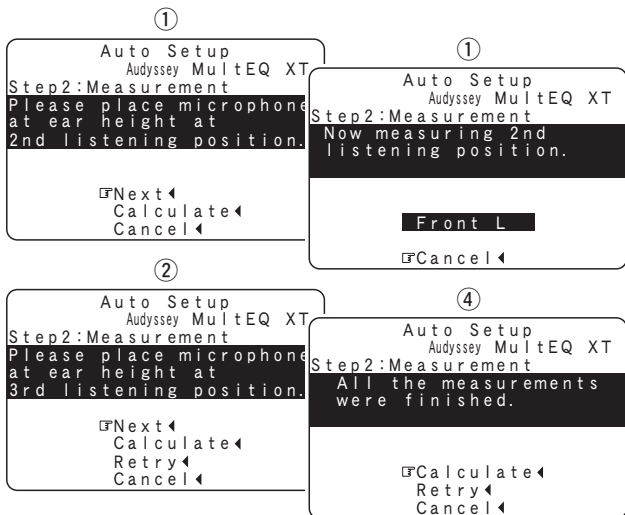 ①
Auto Setup
Audyssey MultEQ XT
Step2:Measurement
Please place microphone
at ear height at
2nd listening position.
☞Next◀
Calculate◀
Cancel◀
①
Auto Setup
Audyssey MultEQ XT
Step2:Measurement
Now measuring 2nd
listening position.
Front L
☞Cancel◀
②
Auto Setup
Audyssey MultEQ XT
Step2:Measurement
Please place microphone
at ear height at
3rd listening position.
☞Next◀
Calculate◀
Retry◀
Cancel◀
④
Auto Setup
Audyssey MultEQ XT
Step2:Measurement
All the measurements
were finished.
☞Calculate◀
Retry◀
Cancel◀